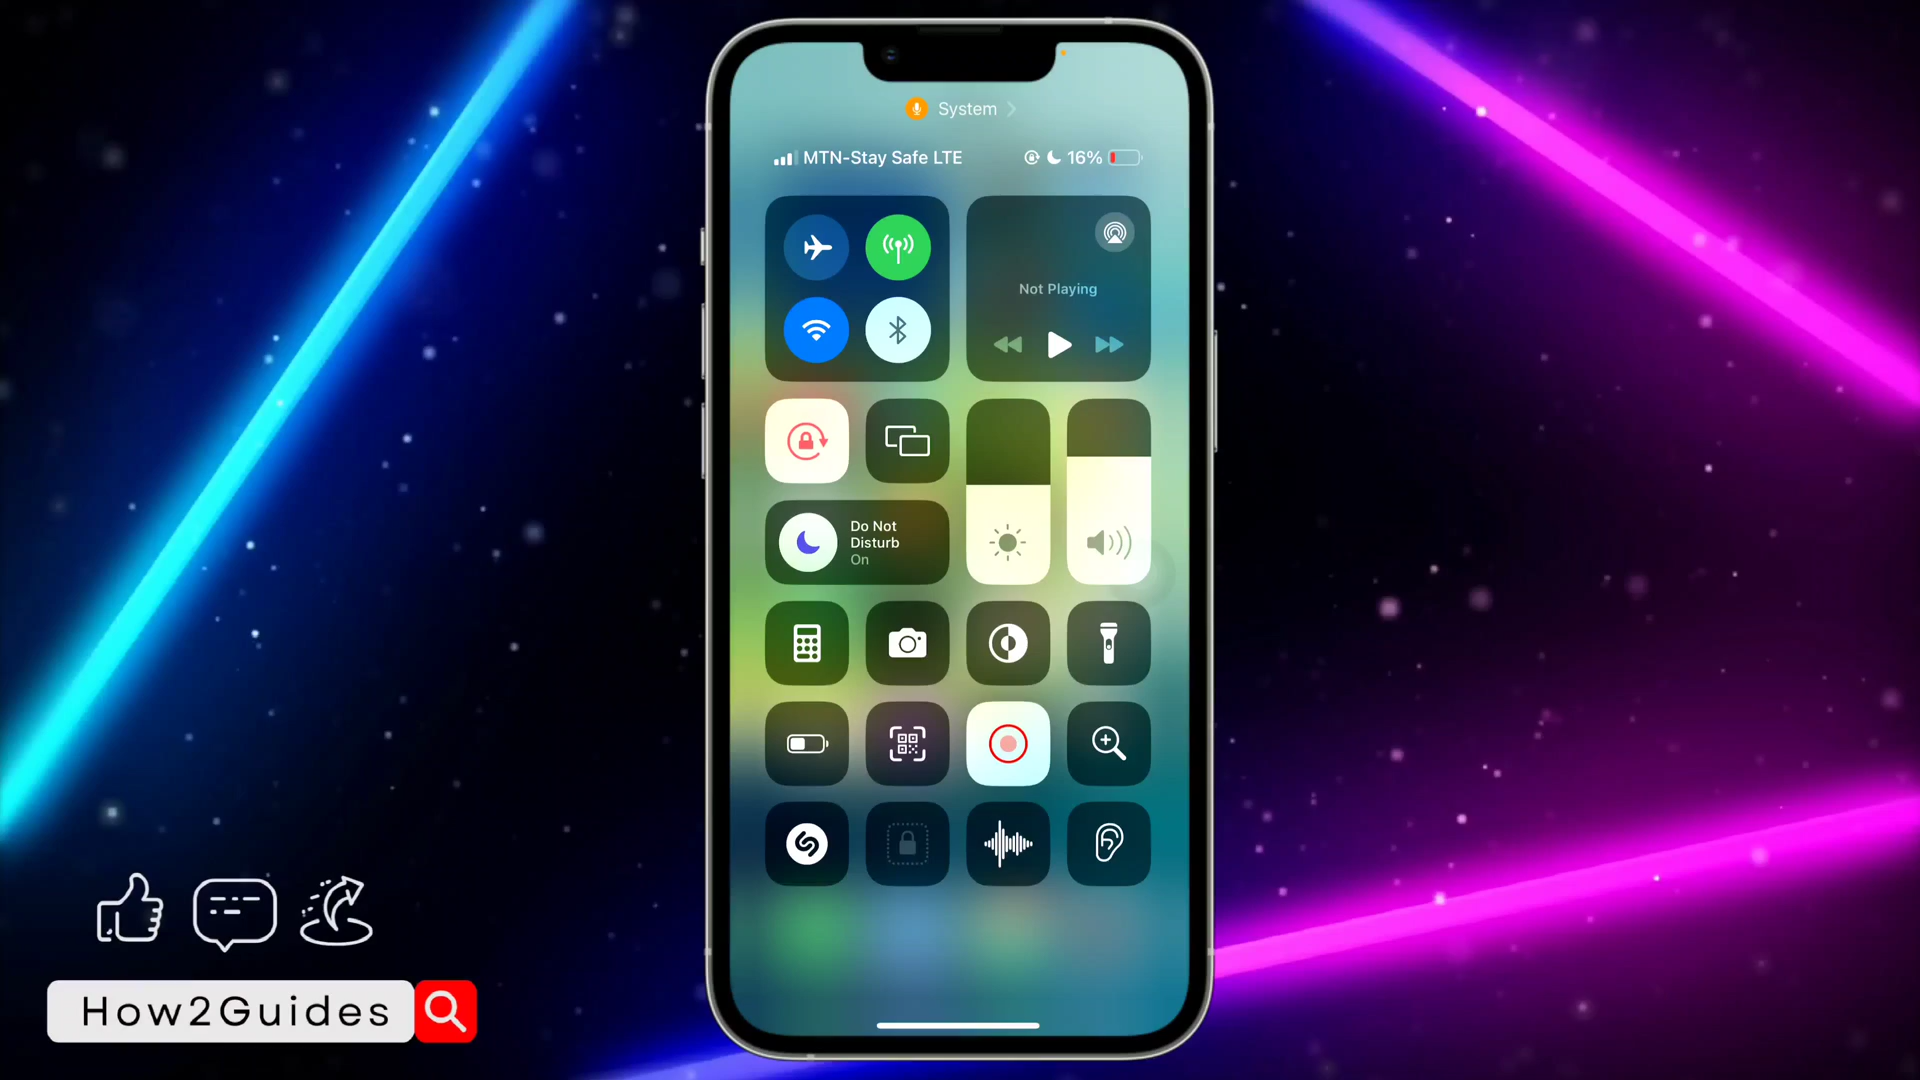 System
MTN-Stay Safe LTE
16%
Not Playing
Do Not
Disturb
On
How2Guides